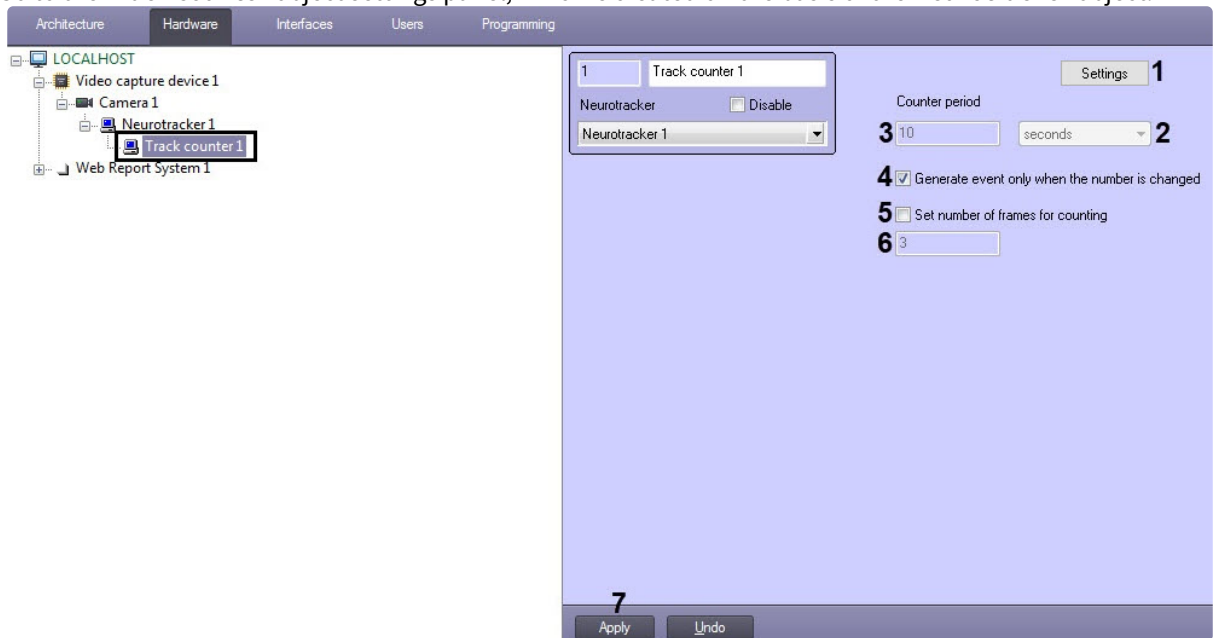 Architecture Hardware Interfaces Users Programming
LOCALHOST
Video capture device 1
Camera 1
Neurotracker 1
Track counter 1
Web Report System 1
1 Track counter 1
Neurotracker Disable
Neurotracker 1
Settings 1
Counter period
3 10 seconds 2
4 Generate event only when the number is changed
5 Set number of frames for counting
6 3
7
Apply Undo